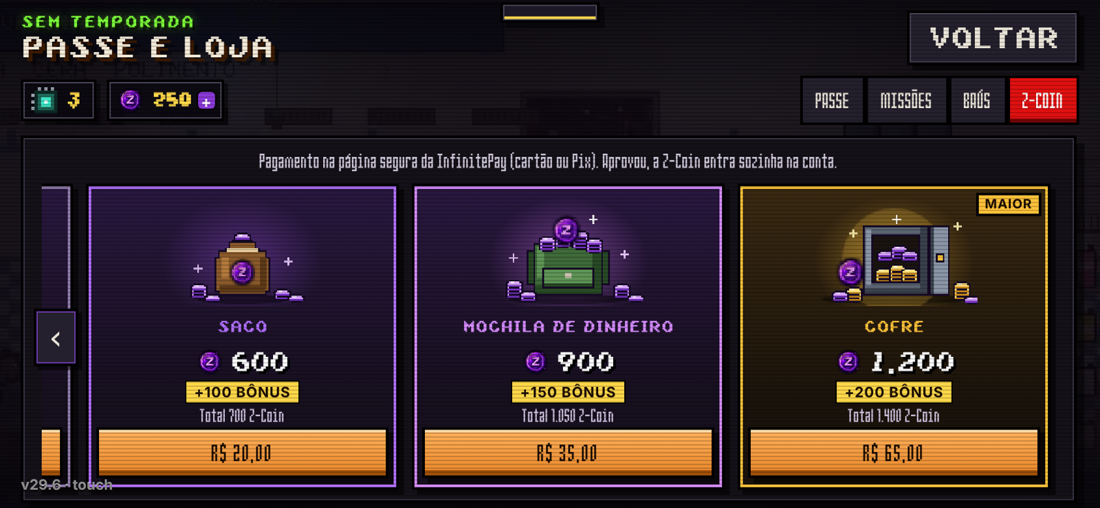 SEM TEMPORADA
PASSE E LOJA
VOLTAR
3
Z 250 +
PASSE
MISSÕES
BAÚS
Z-COIN
Pagamento na página segura da InfinitePay (cartão ou Pix). Aprovou, a Z-Coin entra sozinha na conta.
MAIOR
SACO
Z 600
+100 BÔNUS
Total 700 Z-Coin
R$ 20,00
MOCHILA DE DINHEIRO
Z 900
+150 BÔNUS
Total 1.050 Z-Coin
R$ 35,00
COFRE
Z 1.200
+200 BÔNUS
Total 1.400 Z-Coin
R$ 65,00
v29.6 · touch